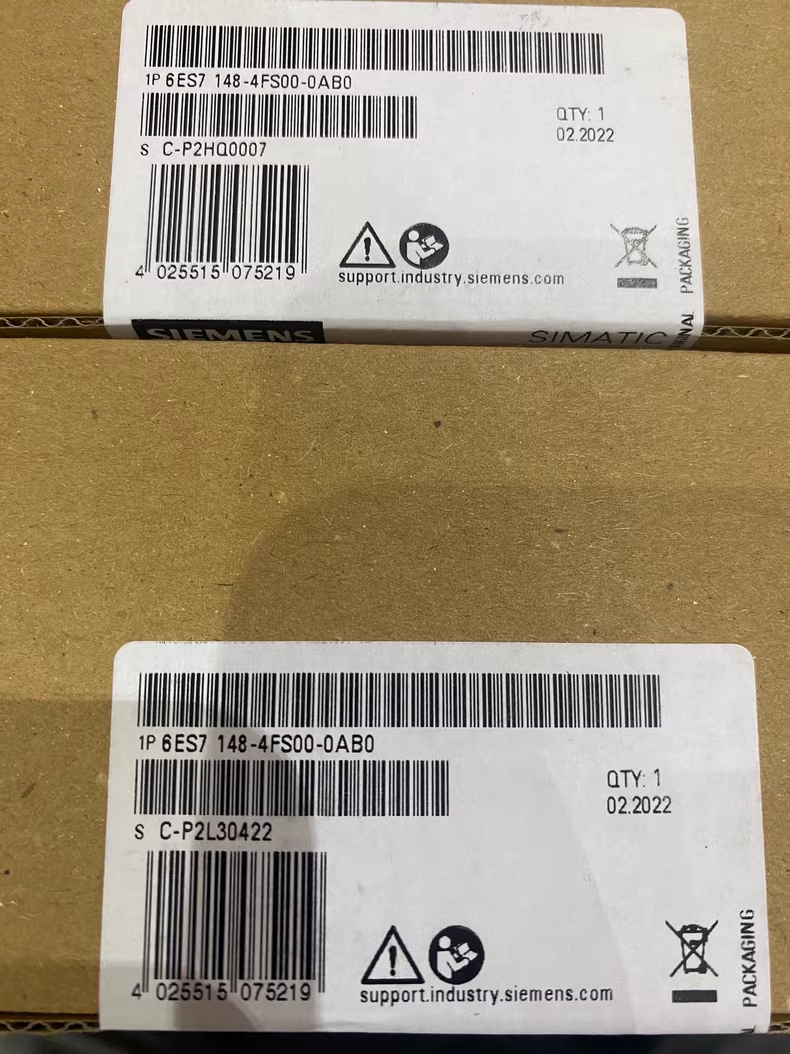 1P 6ES7 148-4FS00-0AB0
QTY: 1
02.2022
S C-P2HQ0007
4 025515 075219
support.industry.siemens.com
PACKAGING
SIEMENS
SIMATIC
1P 6ES7 148-4FS00-0AB0
QTY: 1
02.2022
S C-P2L30422
4 025515 075219
support.industry.siemens.com
PACKAGING